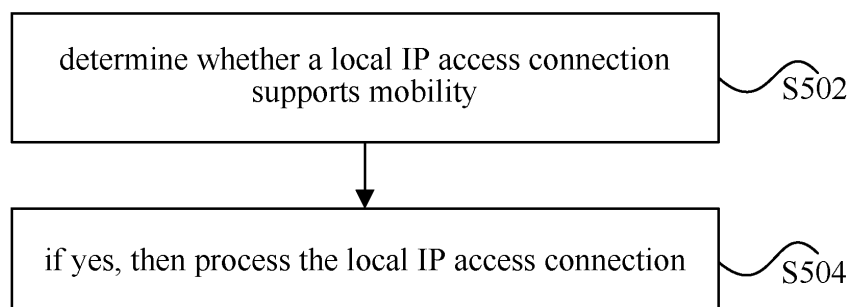 determine whether a local IP access connection
supports mobility
S502
if yes, then process the local IP access connection
S504